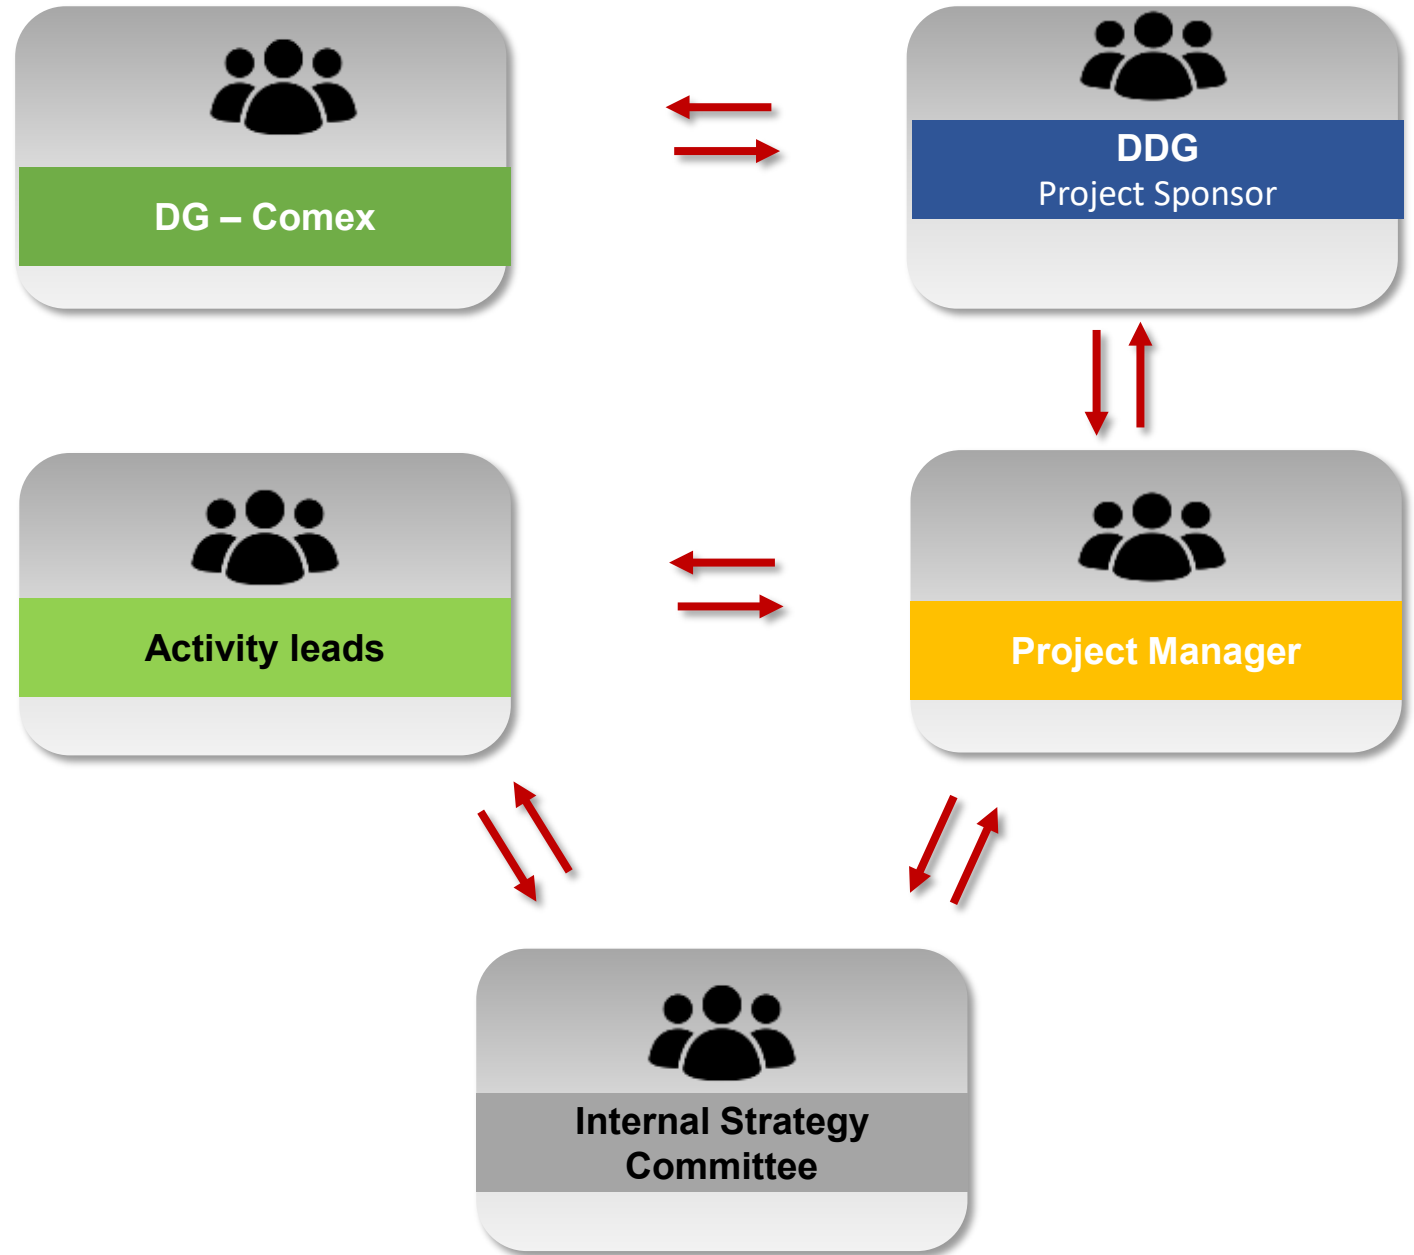 DG – Comex
DDG
Project Sponsor
Activity leads
Project Manager
Internal Strategy
Committee